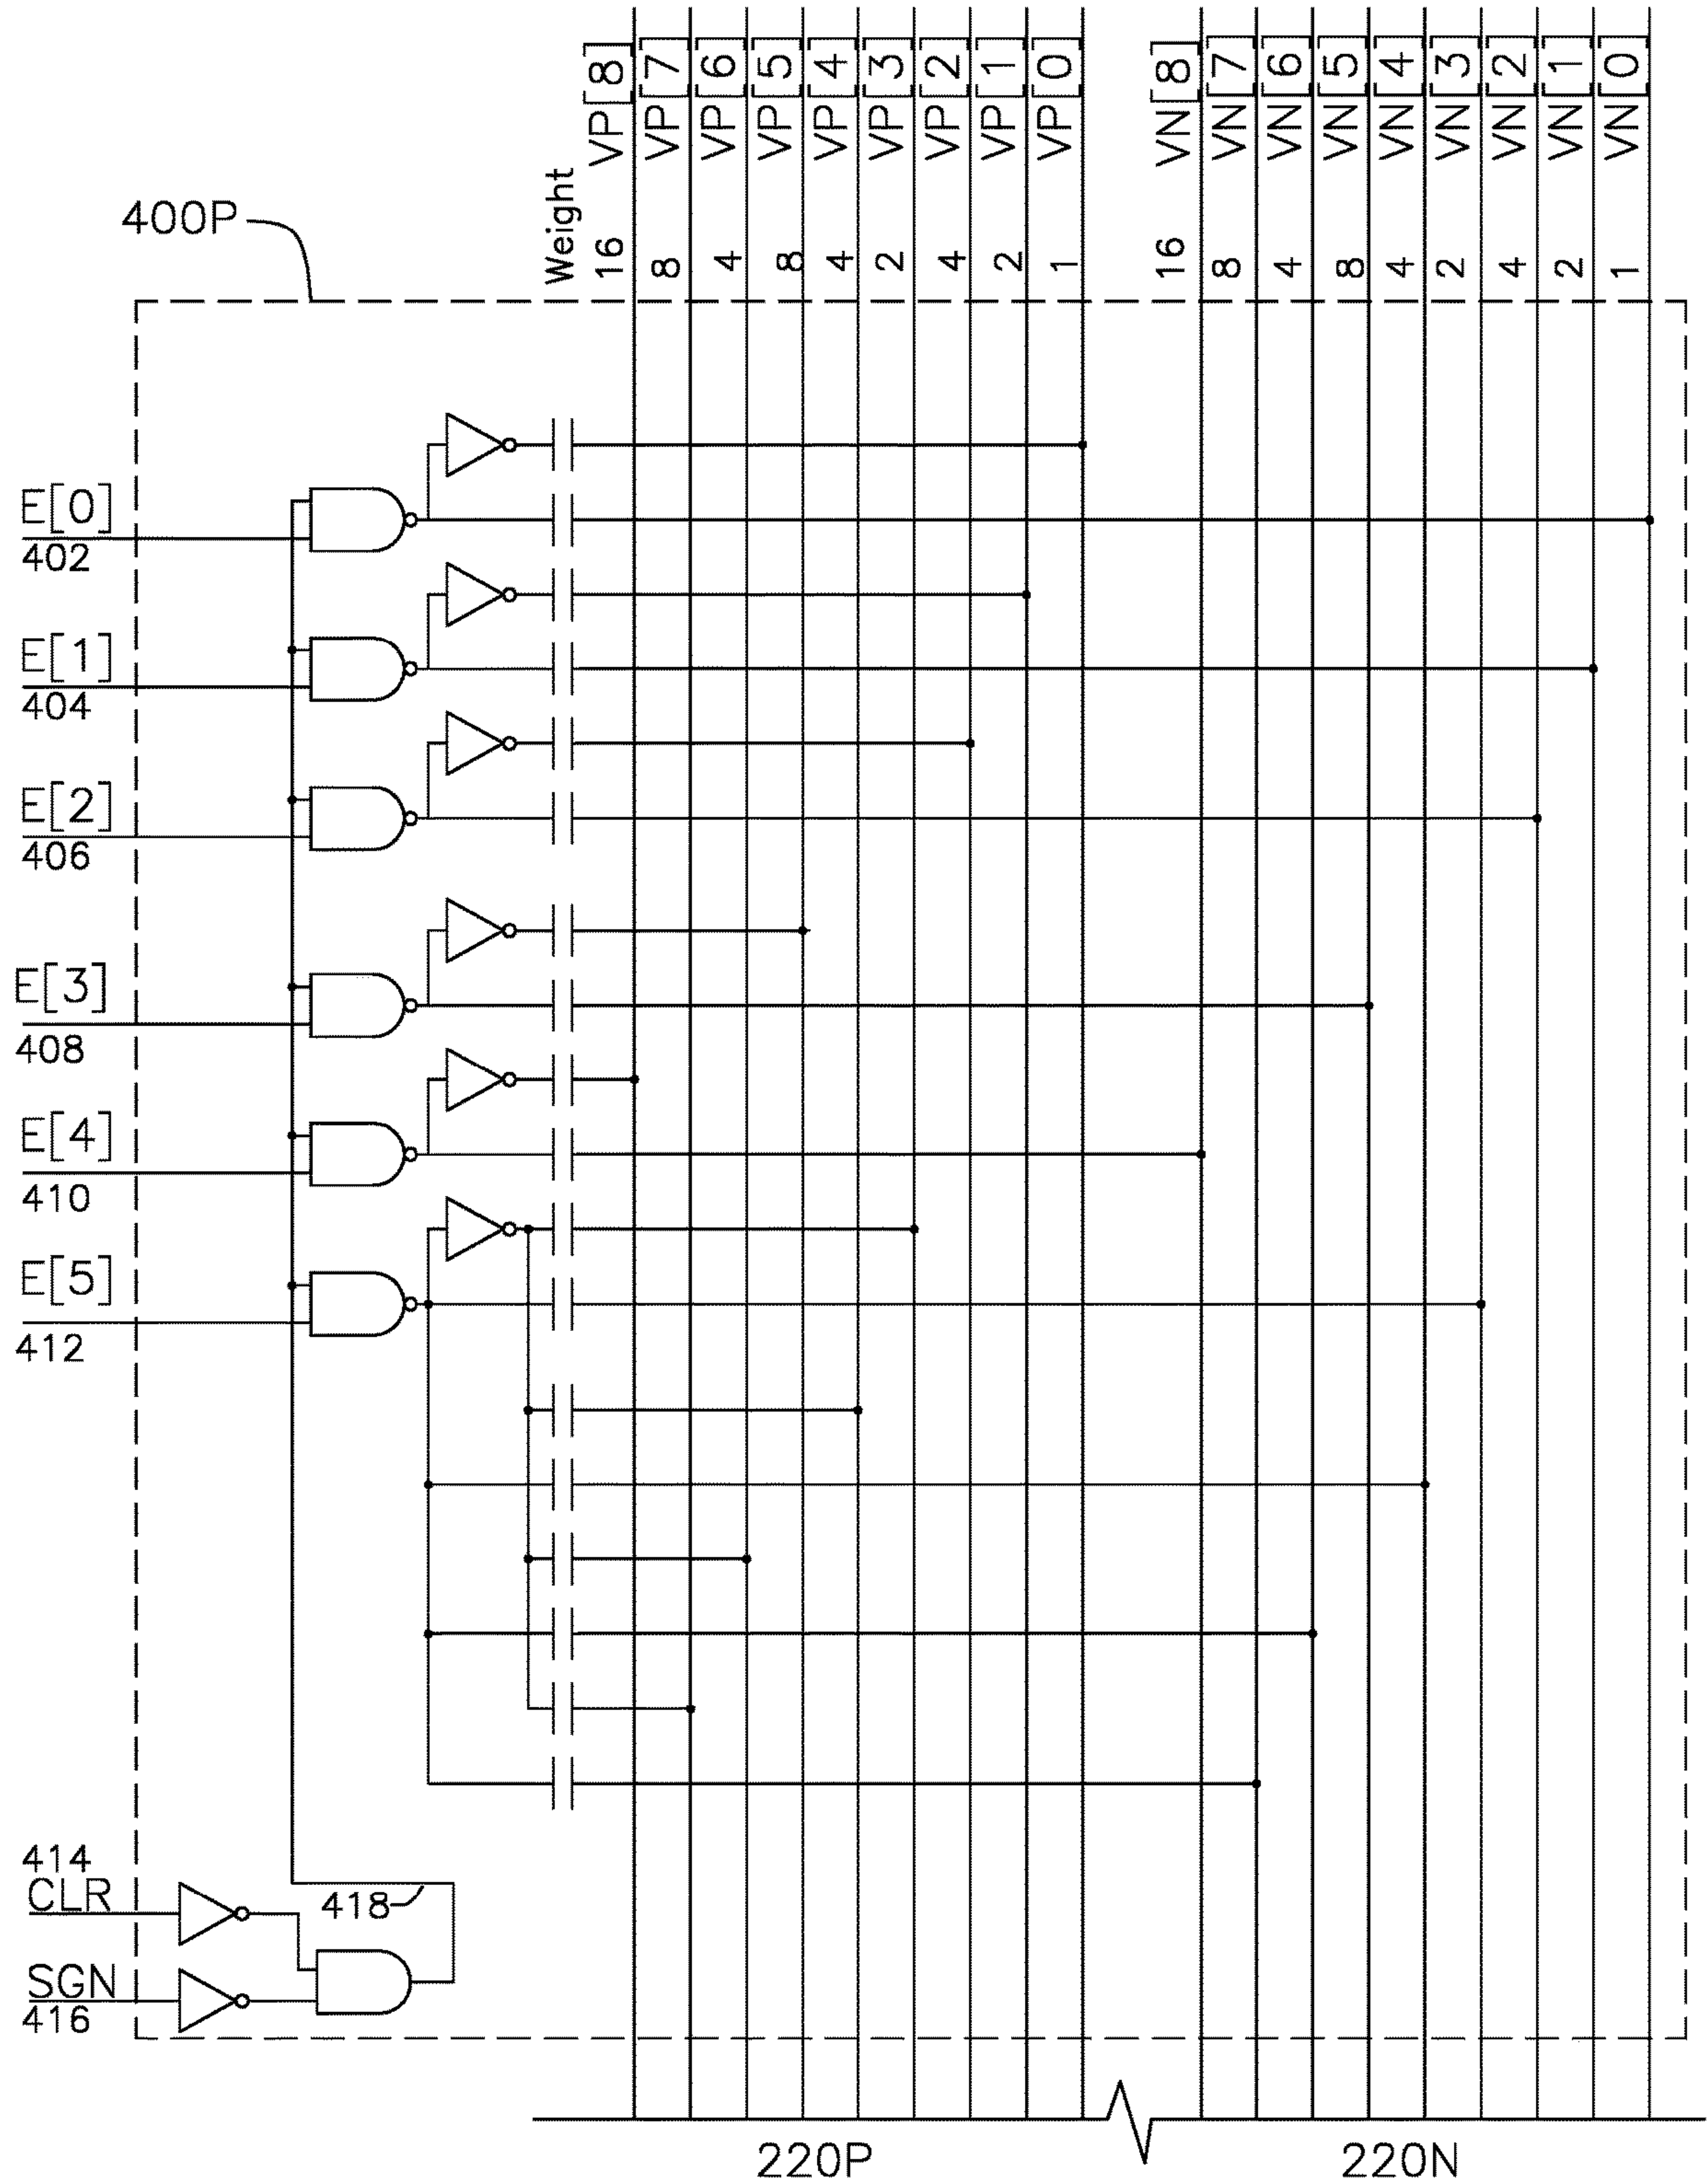 VP[8] VP[7] VP[6] VP[5] VP[4] VP[3] VP[2] VP[1] VP[0] VN[8] VN[7] VN[6] VN[5] VN[4] VN[3] VN[2] VN[1] VN[0]
400P
Weight 16 8 4 8 4 2 4 2 1 16 8 4 8 4 2 4 2 1
E[0]
402
E[1]
404
E[2]
406
E[3]
408
E[4]
410
E[5]
412
414
CLR
418
SGN
416
220P 220N